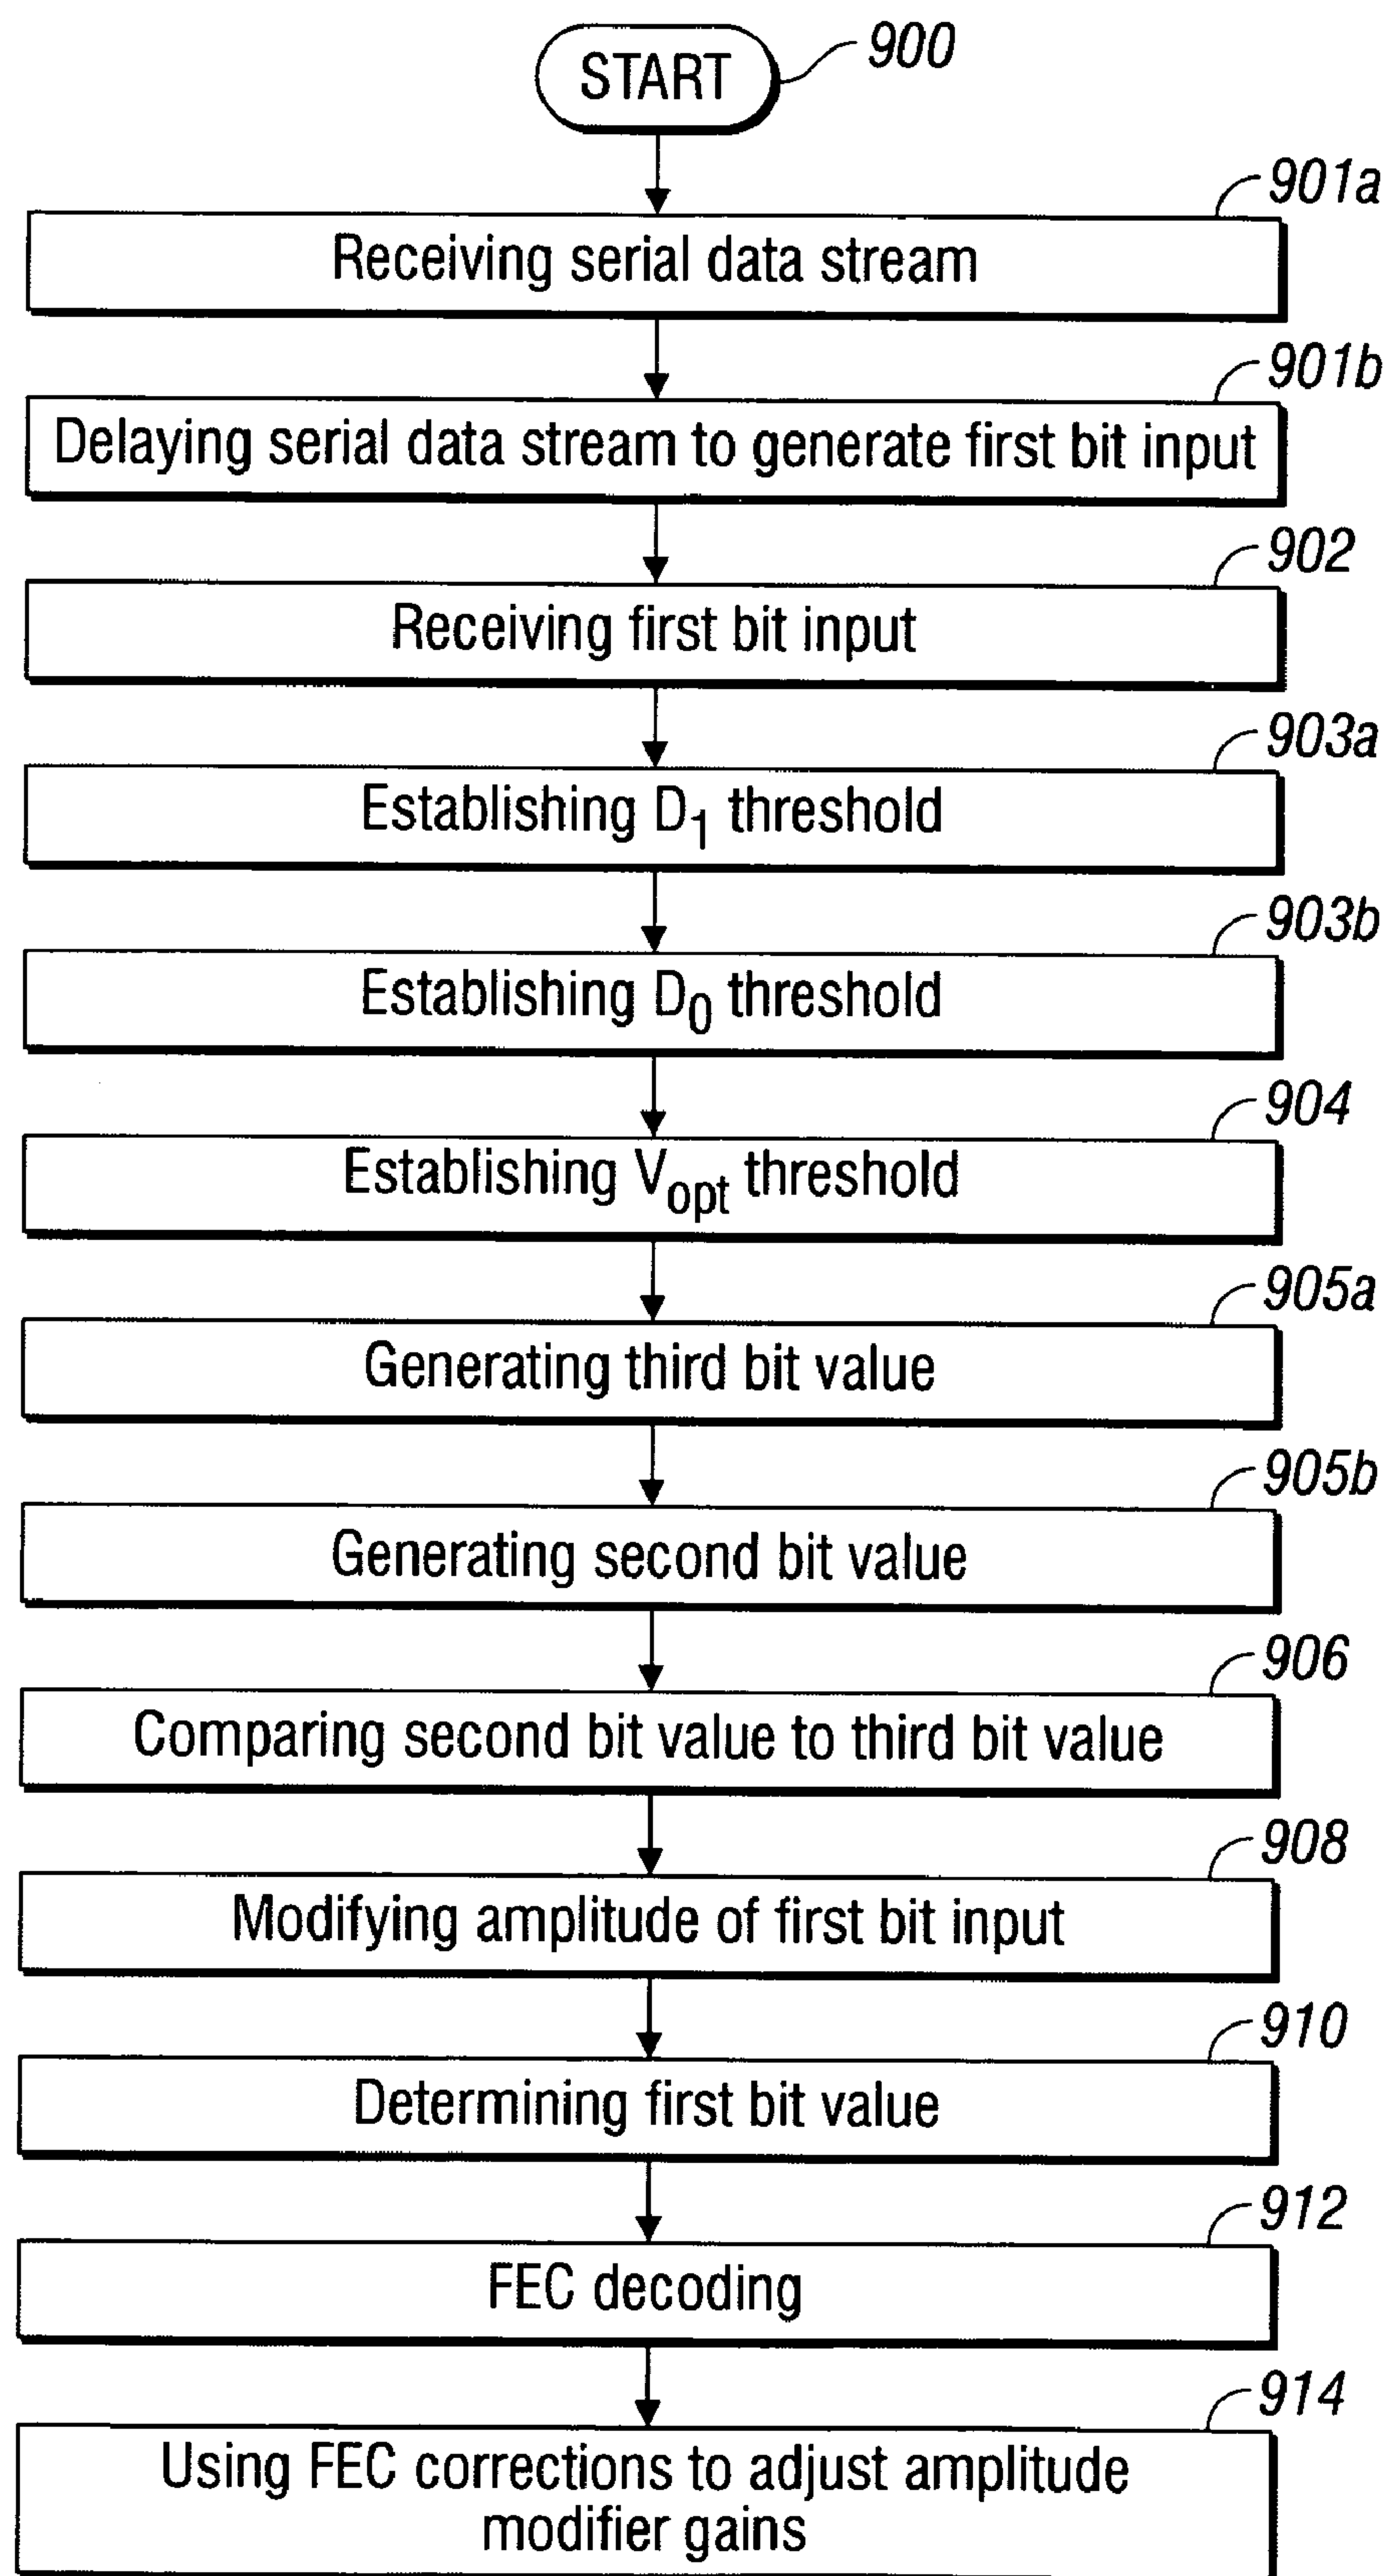 START
900
901a
Receiving serial data stream
901b
Delaying serial data stream to generate first bit input
902
Receiving first bit input
903a
Establishing D1 threshold
903b
Establishing D0 threshold
904
Establishing Vopt threshold
905a
Generating third bit value
905b
Generating second bit value
906
Comparing second bit value to third bit value
908
Modifying amplitude of first bit input
910
Determining first bit value
912
FEC decoding
914
Using FEC corrections to adjust amplitude
modifier gains